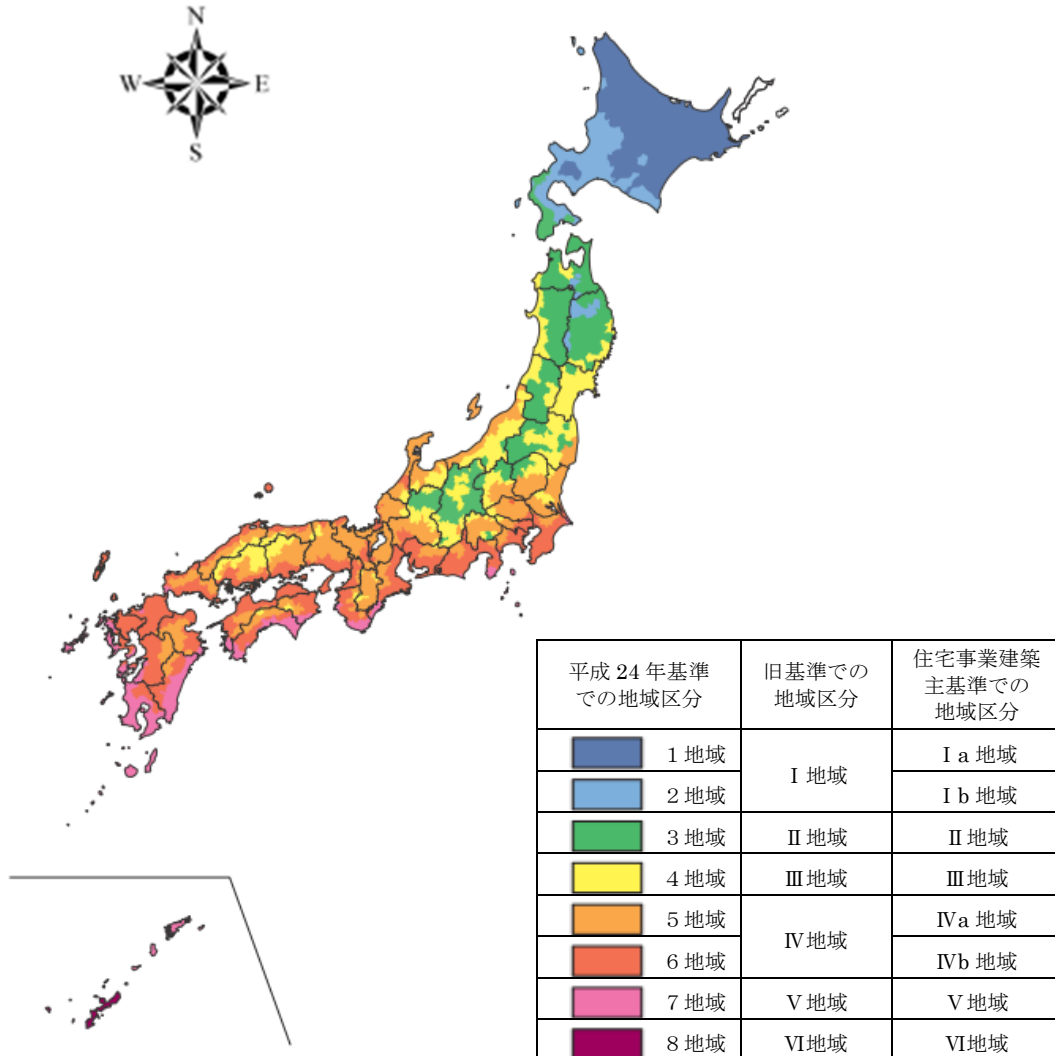 N
W E
S
平成 24 年基準
での地域区分
旧基準での
地域区分
住宅事業建築
主基準での
地域区分
1 地域
Ⅰ 地域
Ⅰa 地域
2 地域
Ⅰb 地域
3 地域
Ⅱ 地域
Ⅱ 地域
4 地域
Ⅲ 地域
Ⅲ 地域
5 地域
Ⅳ 地域
Ⅳa 地域
6 地域
Ⅳb 地域
7 地域
Ⅴ 地域
Ⅴ 地域
8 地域
Ⅵ 地域
Ⅵ 地域